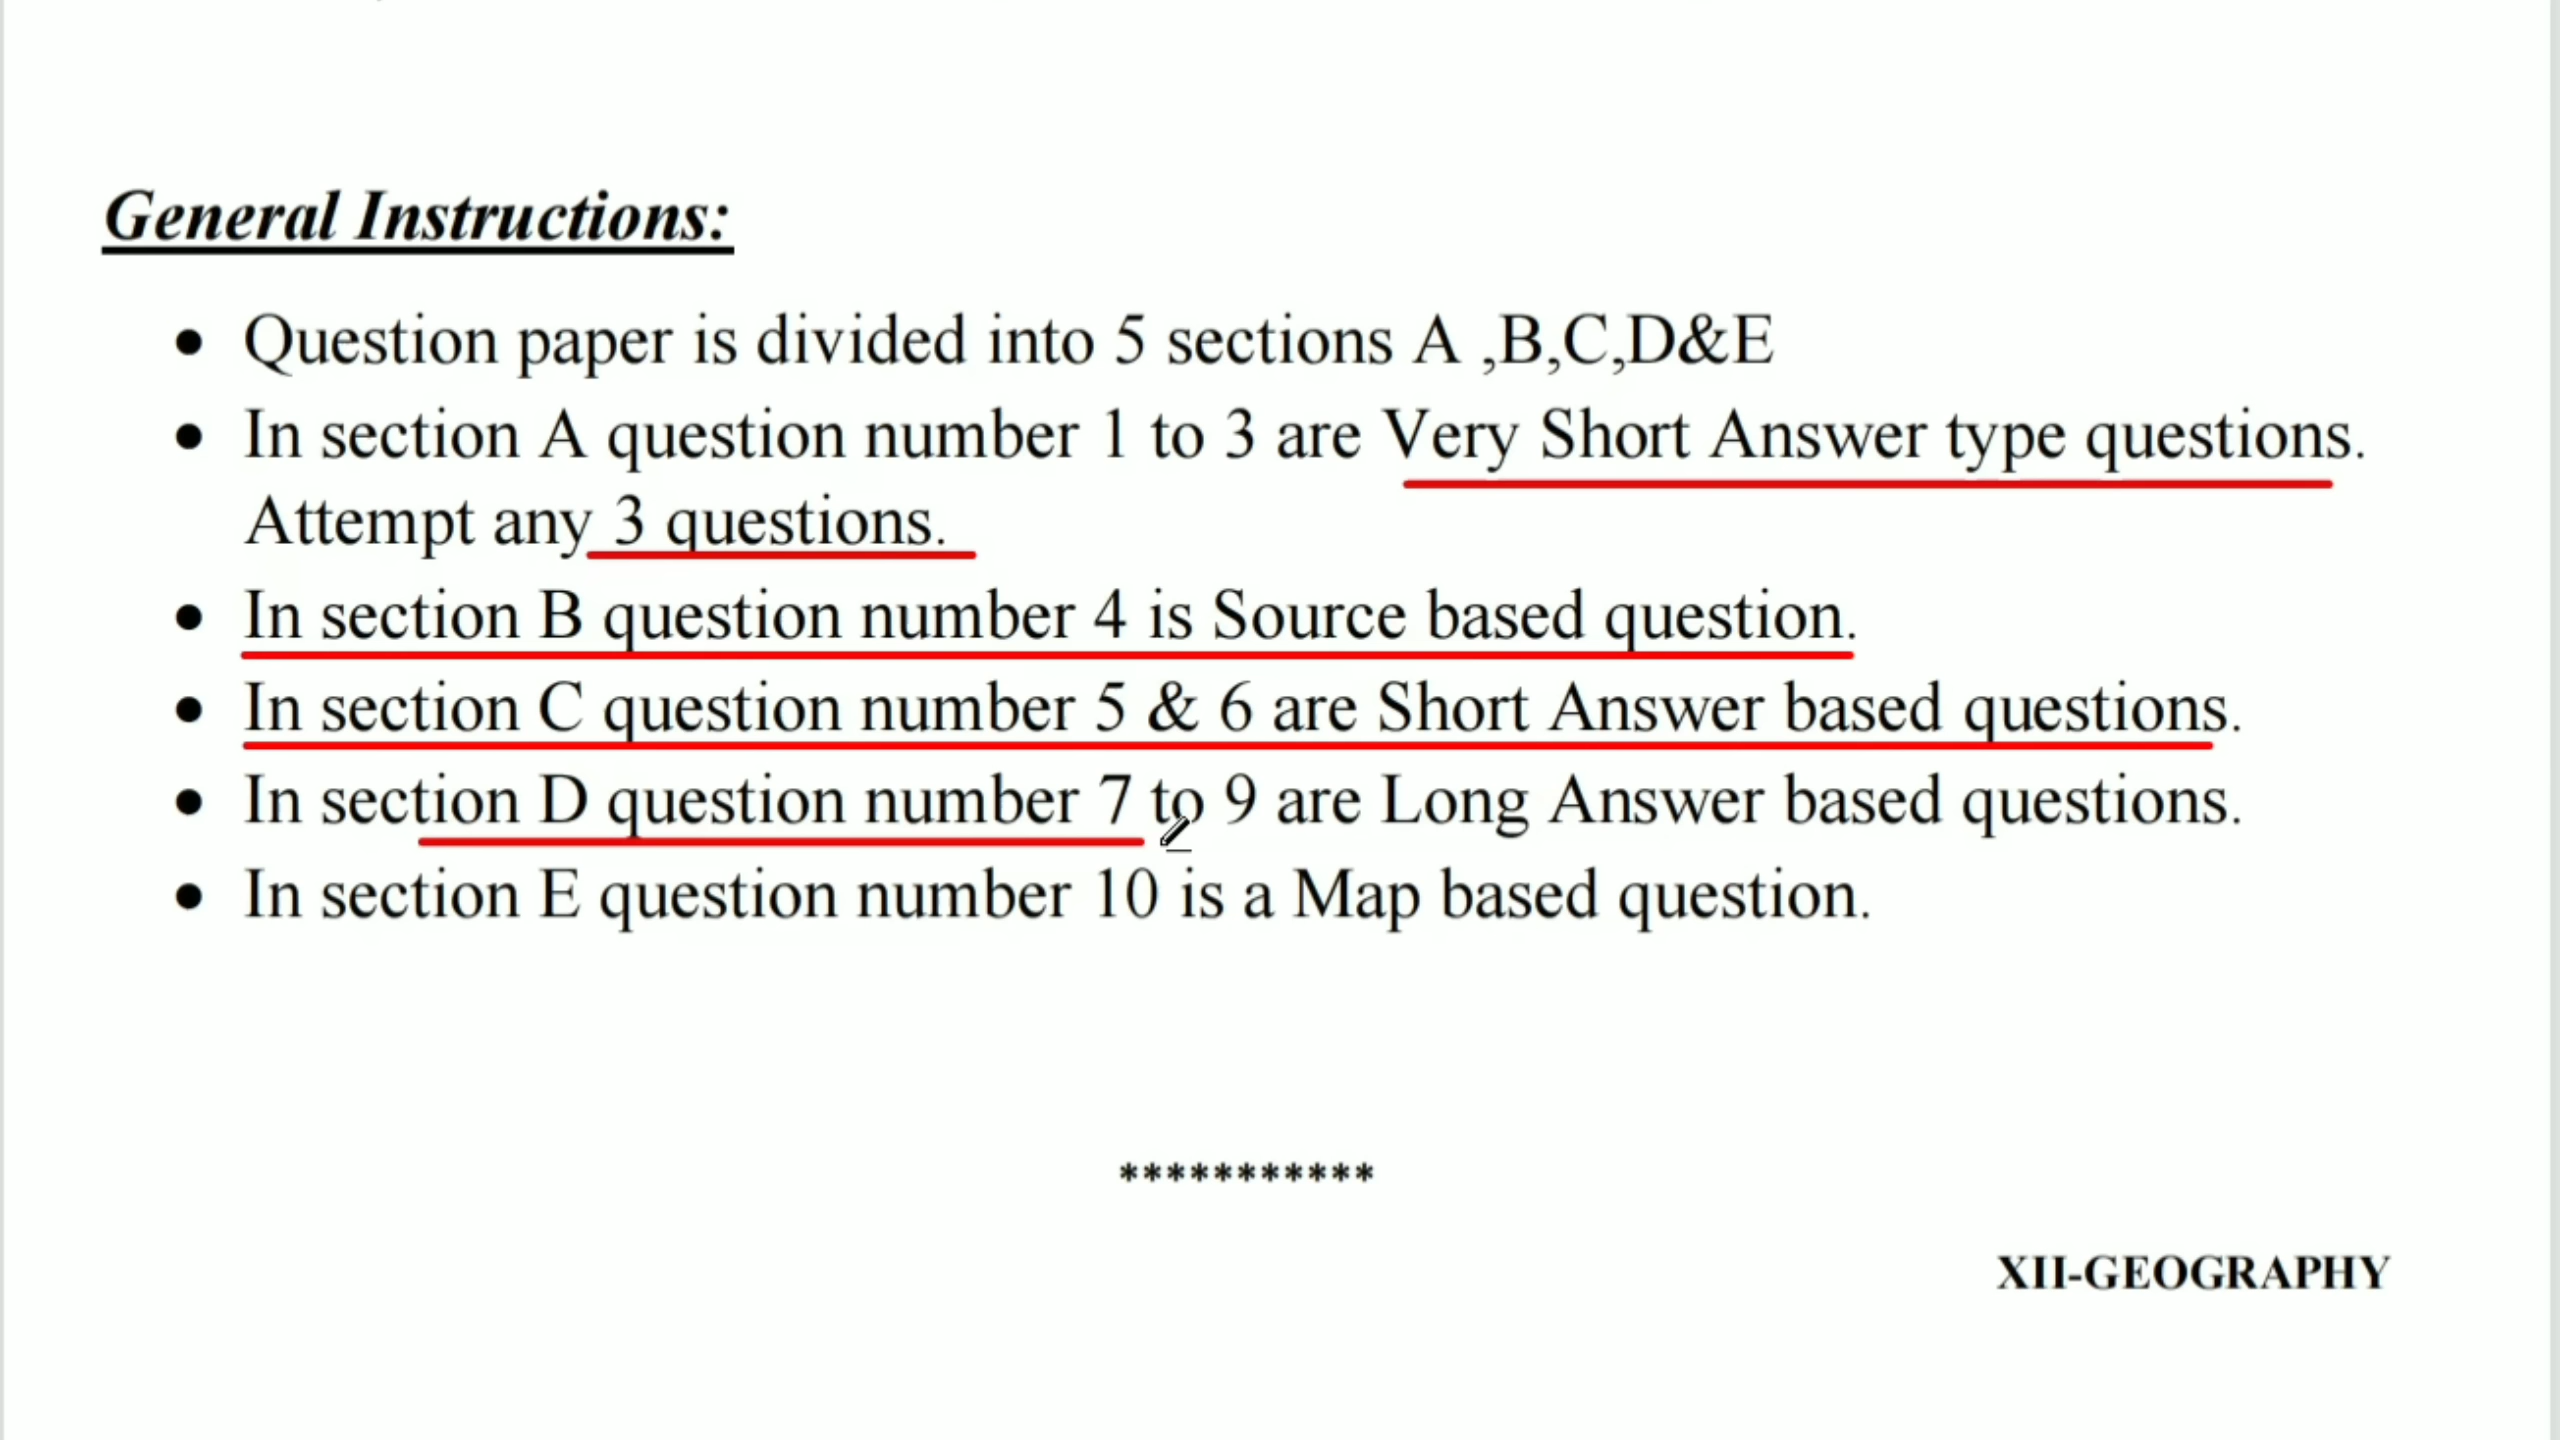 General Instructions:
● Question paper is divided into 5 sections A ,B,C,D&E
● In section A question number 1 to 3 are Very Short Answer type questions.
Attempt any 3 questions.
● In section B question number 4 is Source based question.
● In section C question number 5 & 6 are Short Answer based questions.
● In section D question number 7 to 9 are Long Answer based questions.
● In section E question number 10 is a Map based question.
***********
XII-GEOGRAPHY